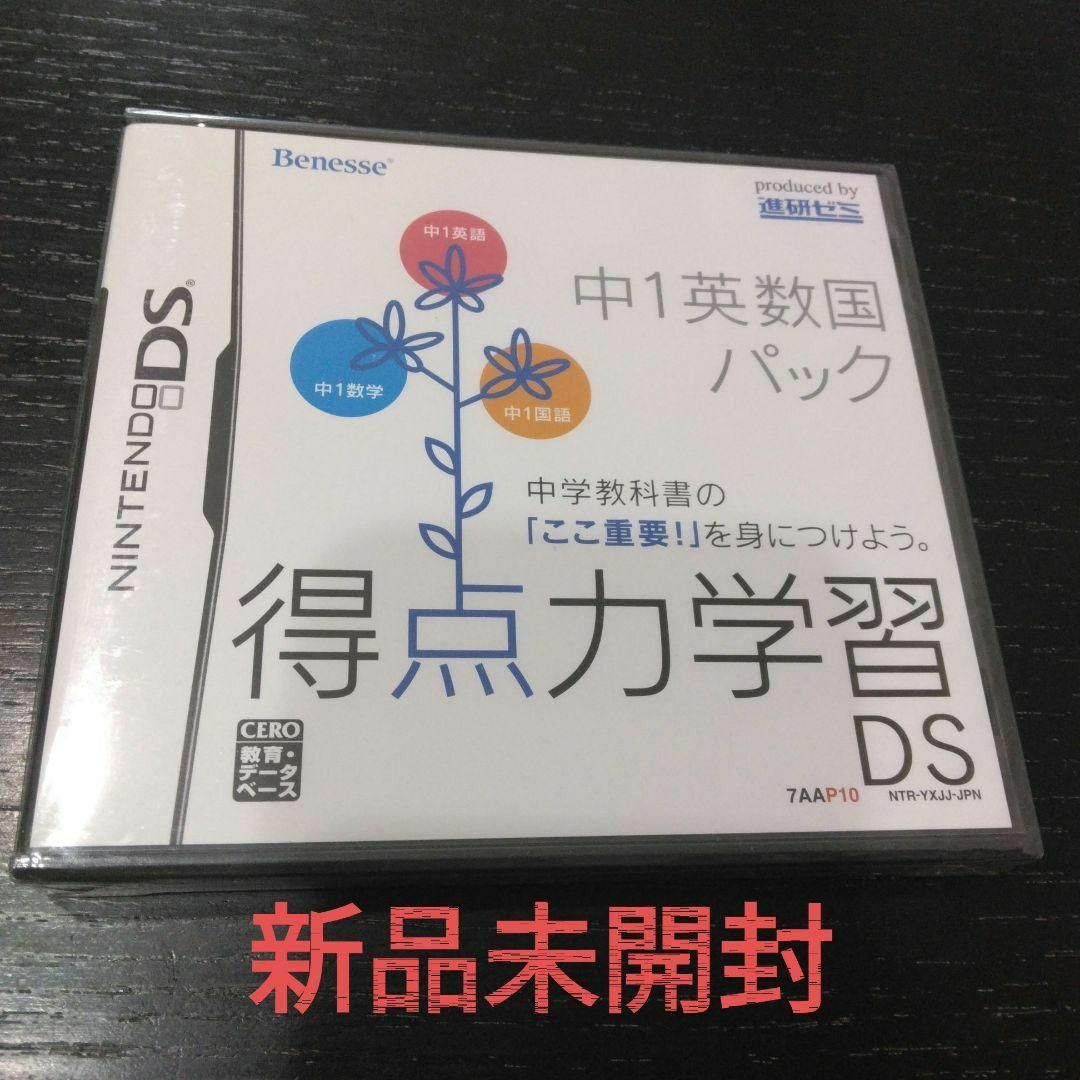 Benesse®
produced by
進研ゼミ
NINTENDO DS®
中1英語
中1数学
中1国語
中1英数国
パック
中学教科書の
「ここ重要!」を身につけよう。
得点力学習
DS
CERO
教育・
データ
ベース
7AAP10
NTR-YXJJ-JPN
新品未開封